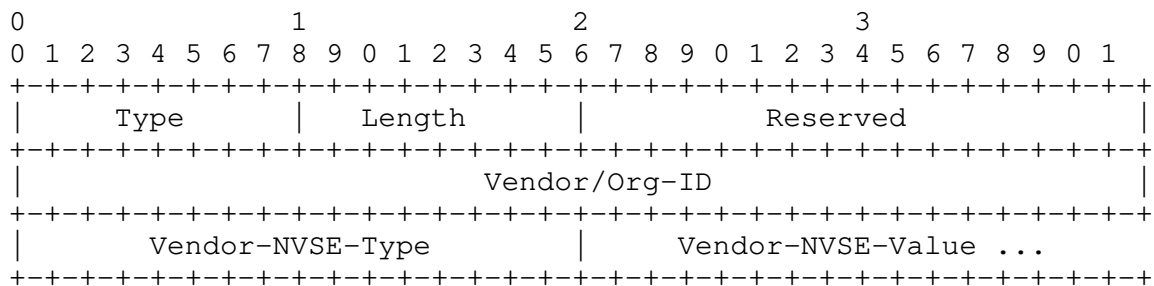 0                   1                   2                   3
0 1 2 3 4 5 6 7 8 9 0 1 2 3 4 5 6 7 8 9 0 1 2 3 4 5 6 7 8 9 0 1
+-+-+-+-+-+-+-+-+-+-+-+-+-+-+-+-+-+-+-+-+-+-+-+-+-+-+-+-+-+-+-+-+
|     Type      |   Length      |          Reserved             |
+-+-+-+-+-+-+-+-+-+-+-+-+-+-+-+-+-+-+-+-+-+-+-+-+-+-+-+-+-+-+-+-+
|                          Vendor/Org-ID                        |
+-+-+-+-+-+-+-+-+-+-+-+-+-+-+-+-+-+-+-+-+-+-+-+-+-+-+-+-+-+-+-+-+
|       Vendor-NVSE-Type        |     Vendor-NVSE-Value ...
+-+-+-+-+-+-+-+-+-+-+-+-+-+-+-+-+-+-+-+-+-+-+-+-+-+-+-+-+-+-+-+-+